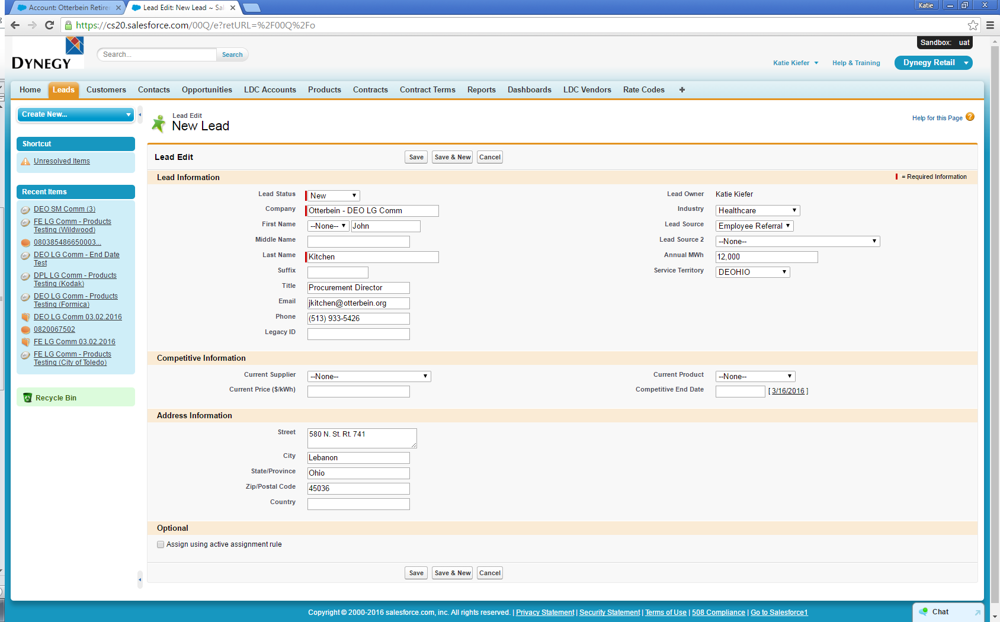 Account: Otterbein Retire
Lead Edit: New Lead ~ Sal
Katie
https://cs20.salesforce.com/00Q/e?retURL=%2F00Q%2Fo
Sandbox: uat
DYNEGY
Search...
Search
Katie Kiefer
Help & Training
Dynegy Retail
Home Leads Customers Contacts Opportunities LDC Accounts Products Contracts Contract Terms Reports Dashboards LDC Vendors Rate Codes +
Create New...
Shortcut
Unresolved Items
Recent Items
DEO SM Comm (3)
FE LG Comm - Products
Testing (Wildwood)
080385486650003...
DEO LG Comm - End Date
Test
DPL LG Comm - Products
Testing (Kodak)
DEO LG Comm - Products
Testing (Formica)
DEO LG Comm 03.02.2016
0820067502
FE LG Comm 03.02.2016
FE LG Comm - Products
Testing (City of Toledo)
Recycle Bin
Lead Edit
New Lead
Help for this Page ?
Lead Edit
Save Save & New Cancel
Lead Information
= Required Information
Lead Status New
Lead Owner Katie Kiefer
Company Otterbein - DEO LG Comm
Industry Healthcare
First Name --None-- John
Lead Source Employee Referral
Middle Name
Lead Source 2 --None--
Last Name Kitchen
Annual MWh 12,000
Suffix
Service Territory DEOHIO
Title Procurement Director
Email jkitchen@otterbein.org
Phone (513) 933-5426
Legacy ID
Competitive Information
Current Supplier --None--
Current Product --None--
Current Price ($/kWh)
Competitive End Date [ 3/16/2016 ]
Address Information
Street 580 N. St. Rt. 741
City Lebanon
State/Province Ohio
Zip/Postal Code 45036
Country
Optional
Assign using active assignment rule
Save Save & New Cancel
Copyright © 2000-2016 salesforce.com, inc. All rights reserved. | Privacy Statement | Security Statement | Terms of Use | 508 Compliance | Go to Salesforce1
Chat